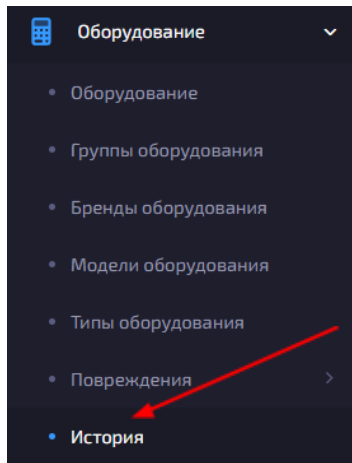 Оборудование
Оборудование
Группы оборудования
Бренды оборудования
Модели оборудования
Типы оборудования
Повреждения
История